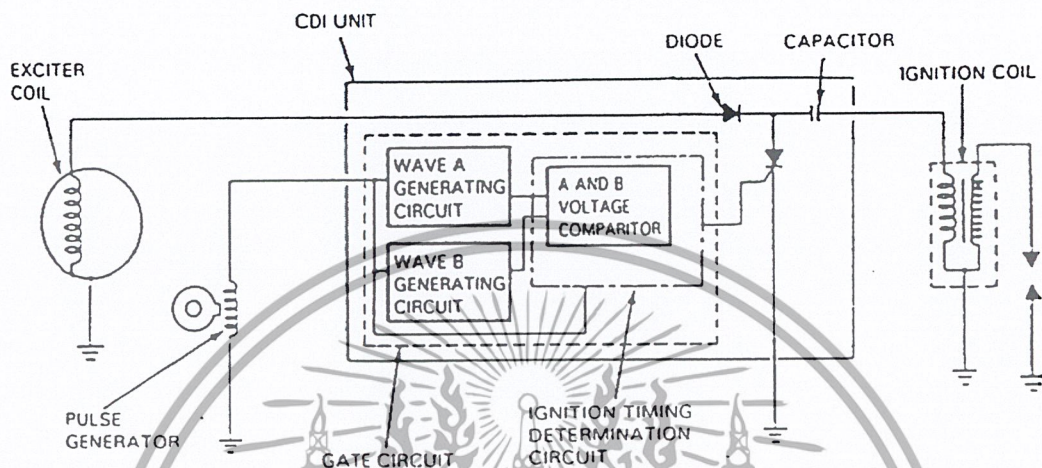 CDI UNIT
DIODE
CAPACITOR
EXCITER
COIL
IGNITION COIL
WAVE A
GENERATING
CIRCUIT
A AND B
VOLTAGE
COMPARITOR
WAVE B
GENERATING
CIRCUIT
PULSE
GENERATOR
GATE CIRCUIT
IGNITION TIMING
DETERMINATION
CIRCUIT